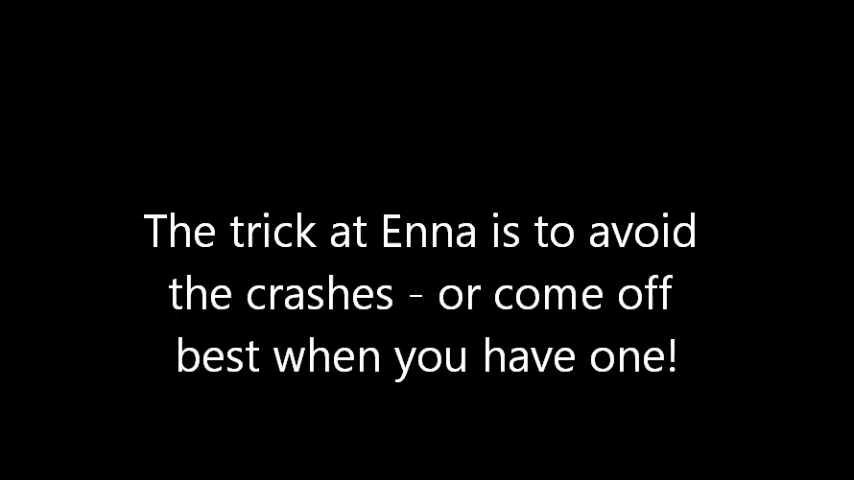 The trick at Enna is to avoid
the crashes - or come off
best when you have one!